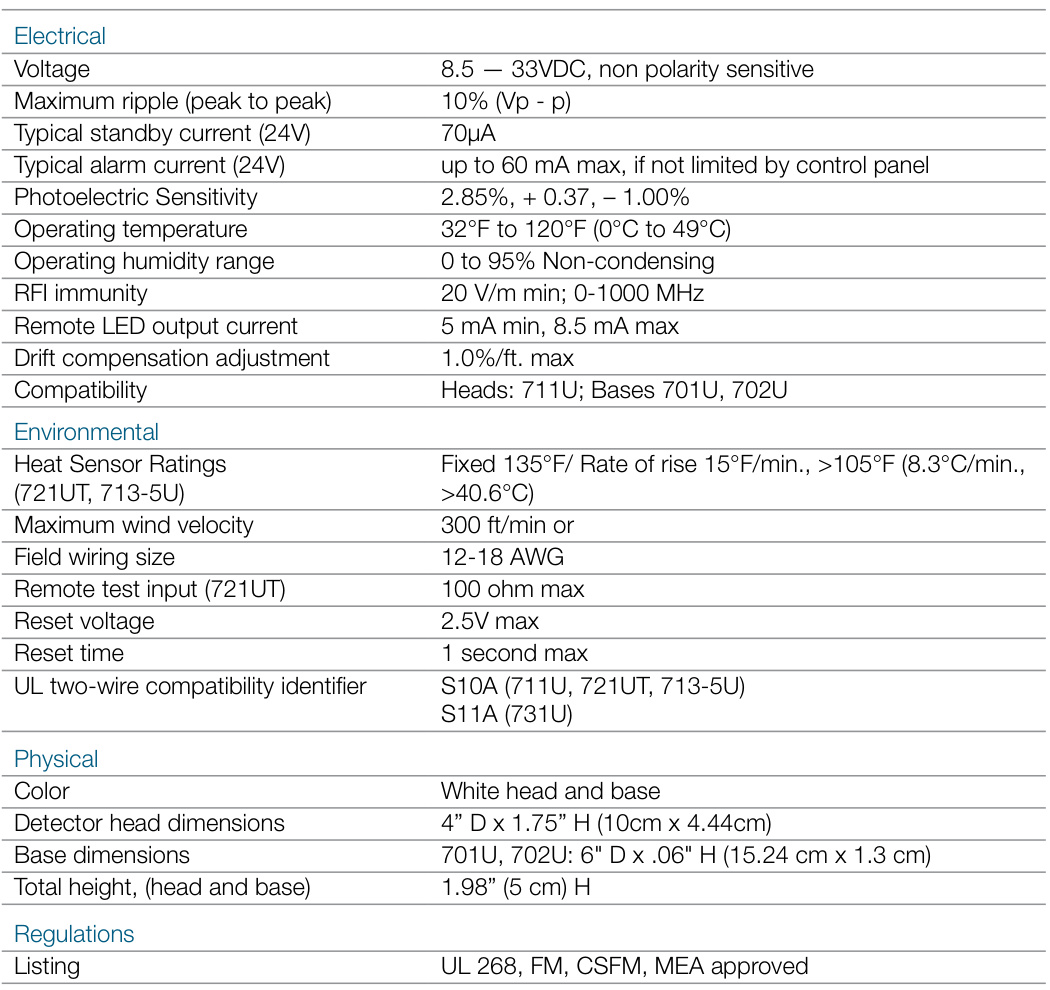 Electrical
Voltage 8.5 — 33VDC, non polarity sensitive
Maximum ripple (peak to peak) 10% (Vp - p)
Typical standby current (24V) 70µA
Typical alarm current (24V) up to 60 mA max, if not limited by control panel
Photoelectric Sensitivity 2.85%, + 0.37, – 1.00%
Operating temperature 32°F to 120°F (0°C to 49°C)
Operating humidity range 0 to 95% Non-condensing
RFI immunity 20 V/m min; 0-1000 MHz
Remote LED output current 5 mA min, 8.5 mA max
Drift compensation adjustment 1.0%/ft. max
Compatibility Heads: 711U; Bases 701U, 702U
Environmental
Heat Sensor Ratings Fixed 135°F/ Rate of rise 15°F/min., >105°F (8.3°C/min.,
(721UT, 713-5U) >40.6°C)
Maximum wind velocity 300 ft/min or
Field wiring size 12-18 AWG
Remote test input (721UT) 100 ohm max
Reset voltage 2.5V max
Reset time 1 second max
UL two-wire compatibility identifier S10A (711U, 721UT, 713-5U)
S11A (731U)
Physical
Color White head and base
Detector head dimensions 4” D x 1.75” H (10cm x 4.44cm)
Base dimensions 701U, 702U: 6" D x .06" H (15.24 cm x 1.3 cm)
Total height, (head and base) 1.98” (5 cm) H
Regulations
Listing UL 268, FM, CSFM, MEA approved